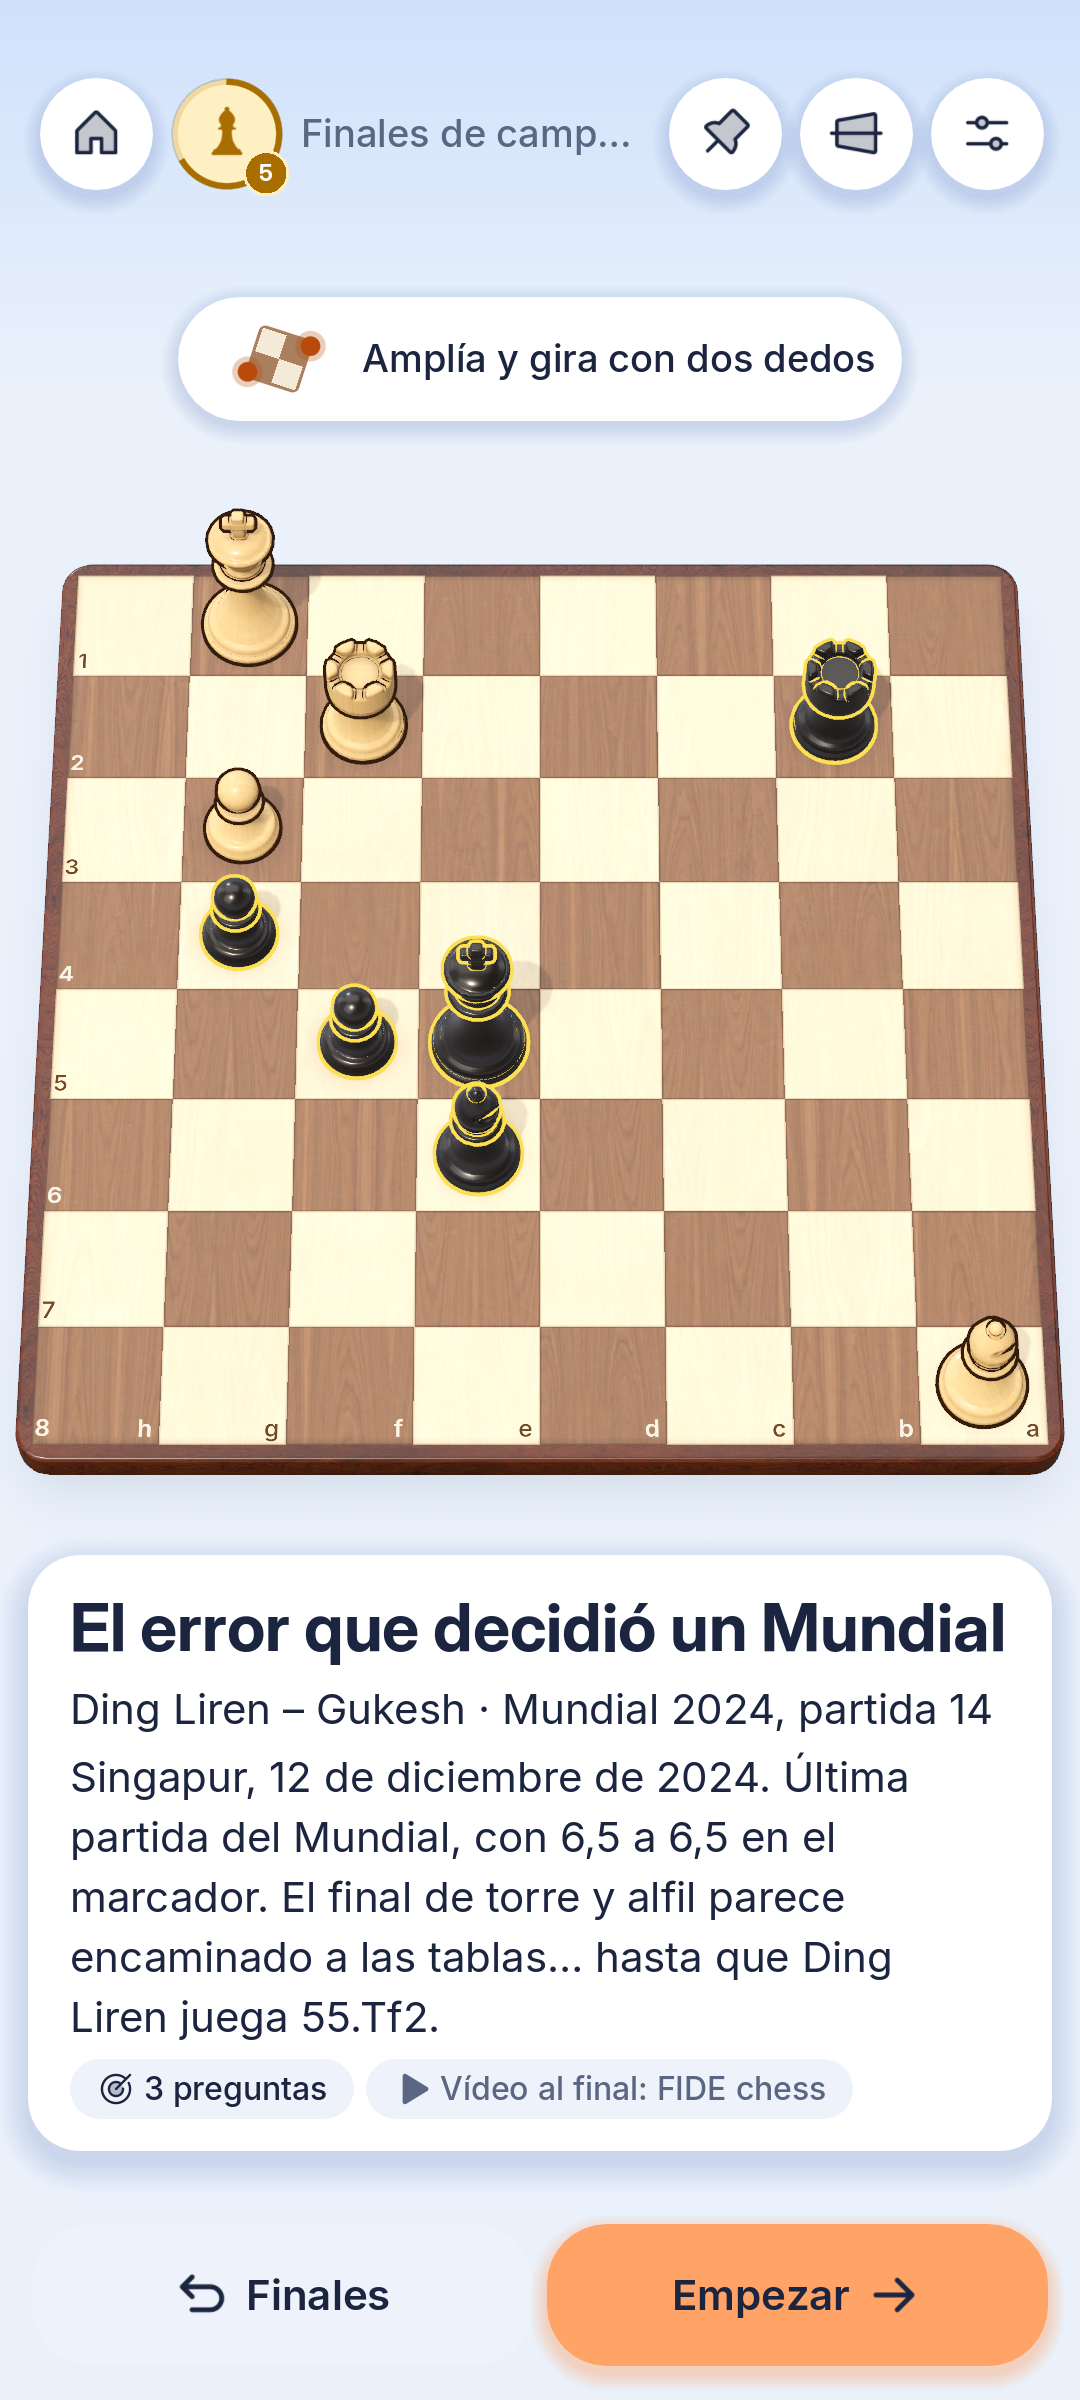 5
Finales de camp...
Amplía y gira con dos dedos
1
2
3
4
5
6
7
8 h g f e d c b a
El error que decidió un Mundial
Ding Liren – Gukesh · Mundial 2024, partida 14
Singapur, 12 de diciembre de 2024. Última
partida del Mundial, con 6,5 a 6,5 en el
marcador. El final de torre y alfil parece
encaminado a las tablas... hasta que Ding
Liren juega 55.Tf2.
3 preguntas
Vídeo al final: FIDE chess
Finales
Empezar